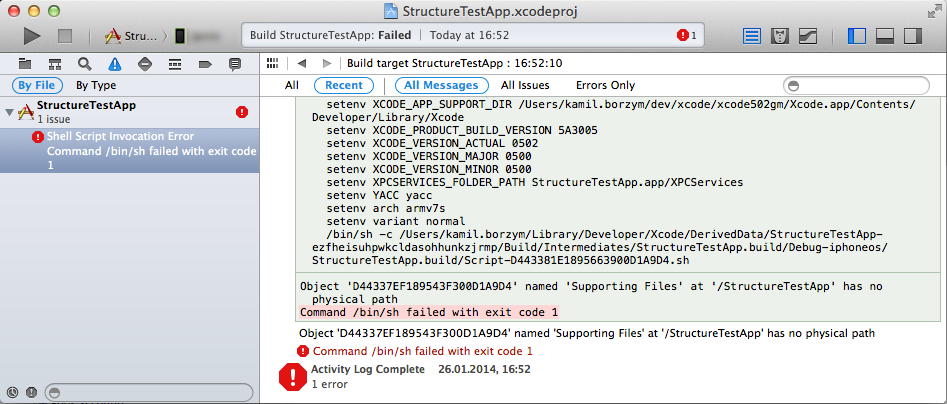 StructureTestApp.xcodeproj
Stru...
Build StructureTestApp: Failed | Today at 16:52
1
Build target StructureTestApp : 16:52:10
By File By Type
All Recent All Messages All Issues Errors Only
StructureTestApp
1 issue
Shell Script Invocation Error
Command /bin/sh failed with exit code
1
setenv XCODE_APP_SUPPORT_DIR /Users/kamil.borzym/dev/xcode/xcode502gm/Xcode.app/Contents/
Developer/Library/Xcode
setenv XCODE_PRODUCT_BUILD_VERSION 5A3005
setenv XCODE_VERSION_ACTUAL 0502
setenv XCODE_VERSION_MAJOR 0500
setenv XCODE_VERSION_MINOR 0500
setenv XPCSERVICES_FOLDER_PATH StructureTestApp.app/XPCServices
setenv YACC yacc
setenv arch armv7s
setenv variant normal
/bin/sh -c /Users/kamil.borzym/Library/Developer/Xcode/DerivedData/StructureTestApp-
ezfheisuhpwkcldasohhunkzjrmp/Build/Intermediates/StructureTestApp.build/Debug-iphoneos/
StructureTestApp.build/Script-D443381E1895663900D1A9D4.sh
Object 'D44337EF189543F300D1A9D4' named 'Supporting Files' at '/StructureTestApp' has no
physical path
Command /bin/sh failed with exit code 1
Object 'D44337EF189543F300D1A9D4' named 'Supporting Files' at '/StructureTestApp' has no physical path
Command /bin/sh failed with exit code 1
Activity Log Complete 26.01.2014, 16:52
1 error